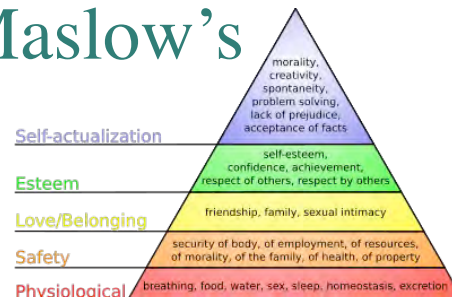 Maslow's
morality,
creativity,
spontaneity,
problem solving,
lack of prejudice,
acceptance of facts
Self-actualization
self-esteem,
confidence, achievement,
respect of others, respect by others
Esteem
friendship, family, sexual intimacy
Love/Belonging
security of body, of employment, of resources,
of morality, of the family, of health, of property
Safety
breathing, food, water, sex, sleep, homeostasis, excretion
Physiological